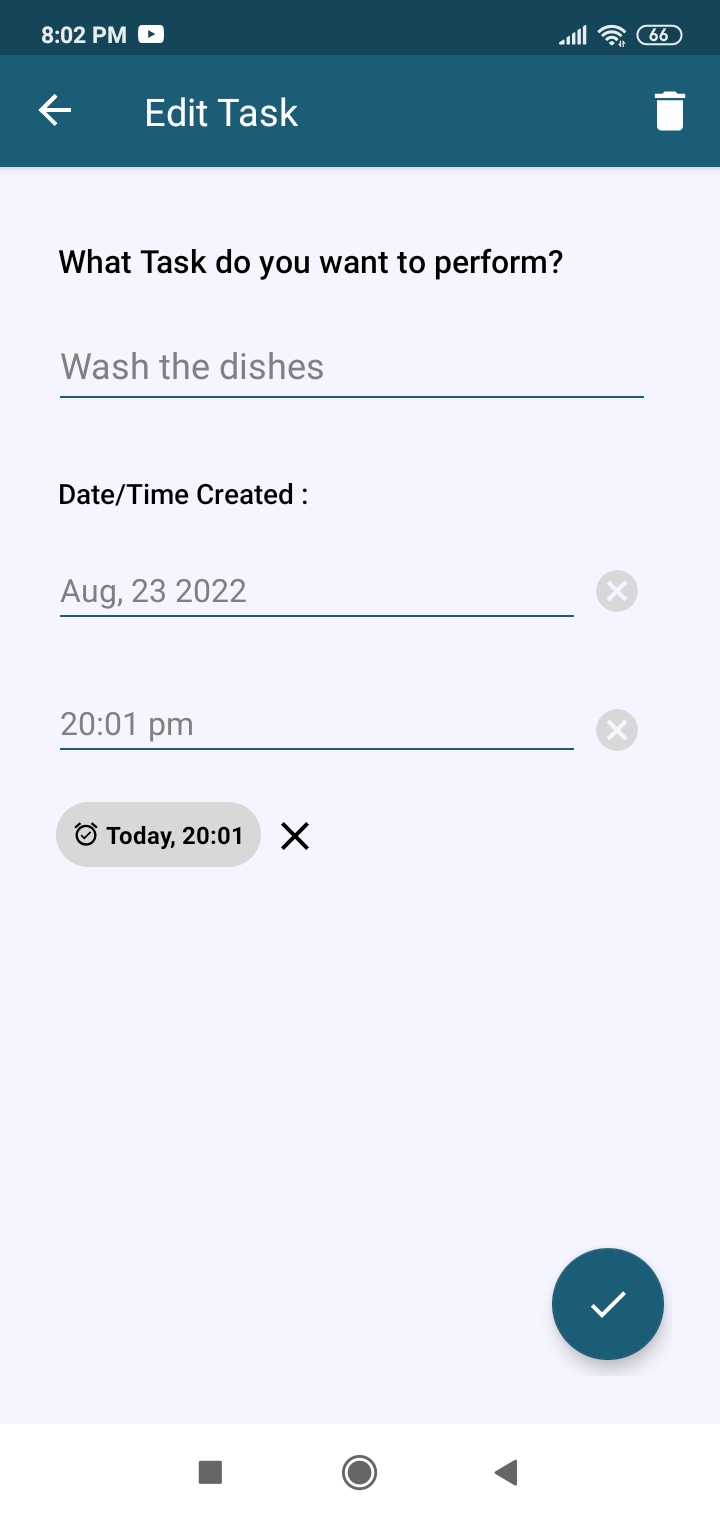 8:02 PM 66
Edit Task
What Task do you want to perform?
Wash the dishes
Date/Time Created :
Aug, 23 2022
20:01 pm
Today, 20:01